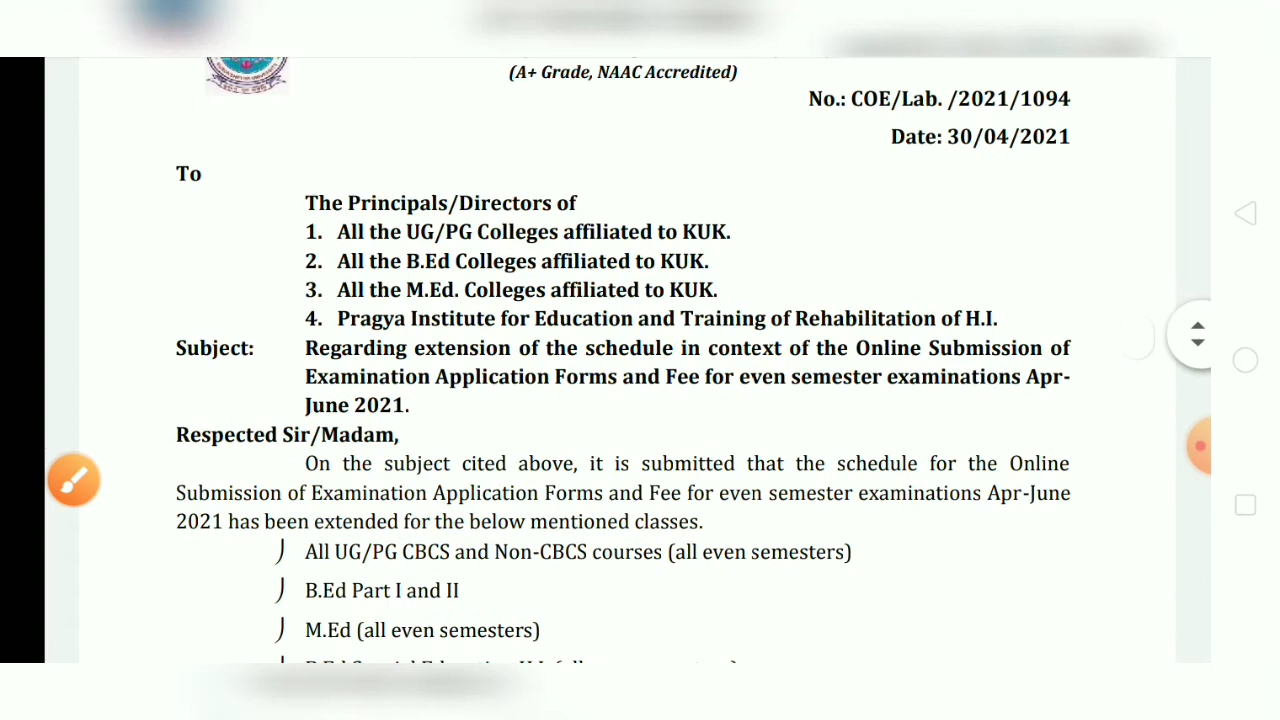 (A+ Grade, NAAC Accredited)
No.: COE/Lab. /2021/1094
Date: 30/04/2021
To
The Principals/Directors of
1. All the UG/PG Colleges affiliated to KUK.
2. All the B.Ed Colleges affiliated to KUK.
3. All the M.Ed. Colleges affiliated to KUK.
4. Pragya Institute for Education and Training of Rehabilitation of H.I.
Subject: Regarding extension of the schedule in context of the Online Submission of
Examination Application Forms and Fee for even semester examinations Apr-
June 2021.
Respected Sir/Madam,
On the subject cited above, it is submitted that the schedule for the Online
Submission of Examination Application Forms and Fee for even semester examinations Apr-June
2021 has been extended for the below mentioned classes.
All UG/PG CBCS and Non-CBCS courses (all even semesters)
B.Ed Part I and II
M.Ed (all even semesters)